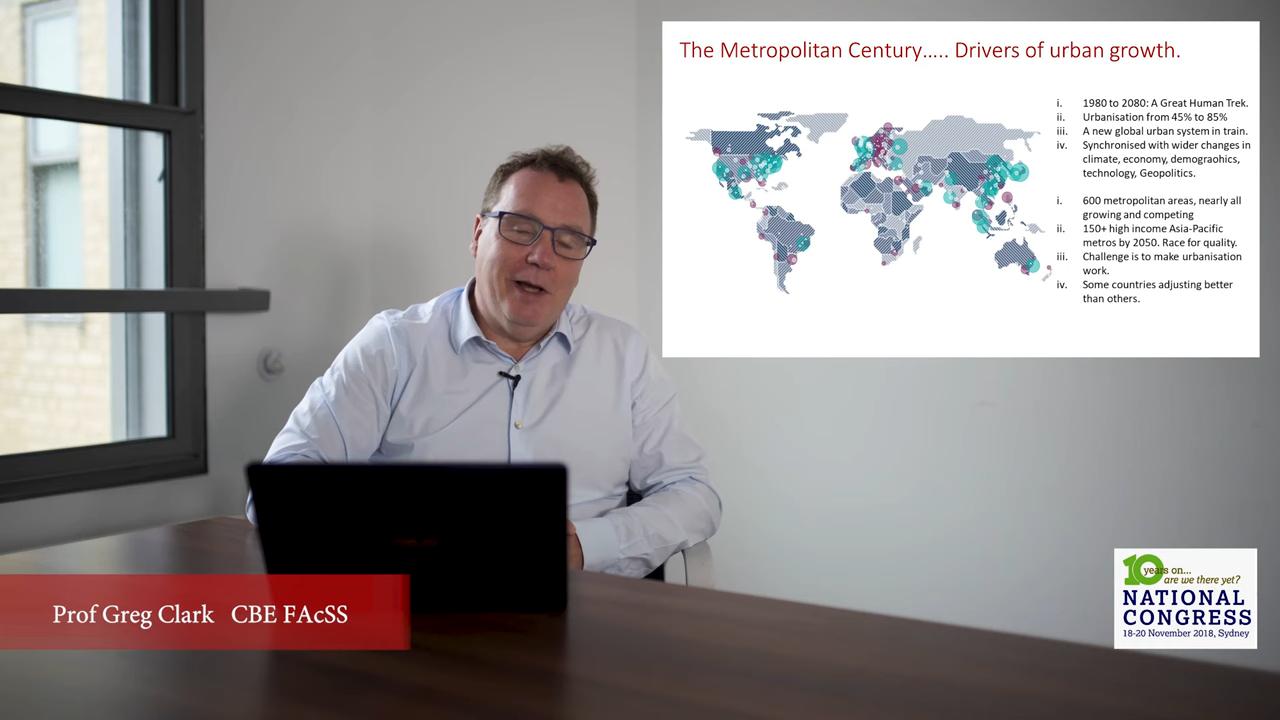 The Metropolitan Century..... Drivers of urban growth.
i. 1980 to 2080: A Great Human Trek.
ii. Urbanisation from 45% to 85%
iii. A new global urban system in train.
iv. Synchronised with wider changes in
climate, economy, demograohics,
technology, Geopolitics.
i. 600 metropolitan areas, nearly all
growing and competing
ii. 150+ high income Asia-Pacific
metros by 2050. Race for quality.
iii. Challenge is to make urbanisation
work.
iv. Some countries adjusting better
than others.
Prof Greg Clark CBE FAcSS
10 years on...
are we there yet?
NATIONAL
CONGRESS
18-20 November 2018, Sydney